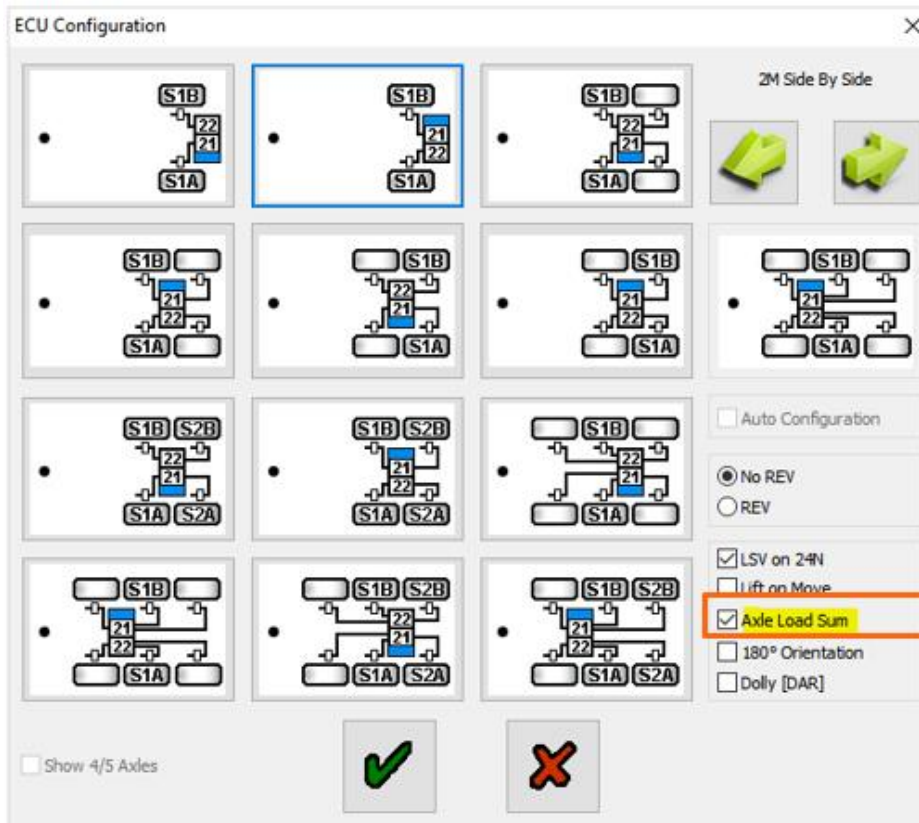 ECU Configuration
S1B
22
21
S1A
S1B
21
22
S1A
S1B
22
21
S1A
2M Side By Side
S1B
21
22
S1A
S1B
22
21
S1A
S1B
21
22
S1A
S1B
21
22
S1A
S1B S2B
22
21
S1A S2A
S1B S2B
21
22
S1A S2A
S1B
22
21
S1A
Auto Configuration
No REV
REV
S1B
21
22
S1A
S1B S2B
22
21
S1A S2A
S1B S2B
21
22
S1A S2A
LSV on 24N
Lift on Move
Axle Load Sum
180° Orientation
Dolly [DAR]
Show 4/5 Axles